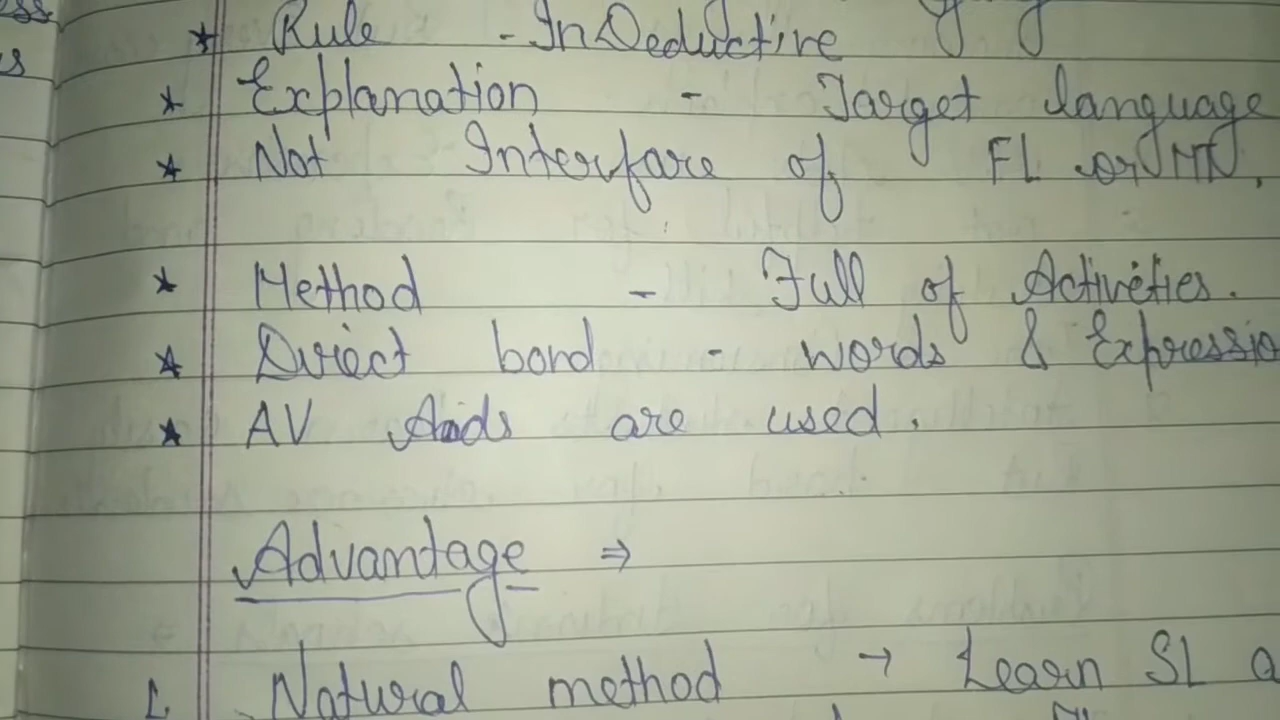 * Rule - InDeductive
* Explanation - Target language
* Not Interfare of FL or MT.
* Method - Full of Activities.
* Direct bond - words & Expressio
* AV Aids are used.
Advantage ⇒
1. Natural method → Learn SL a